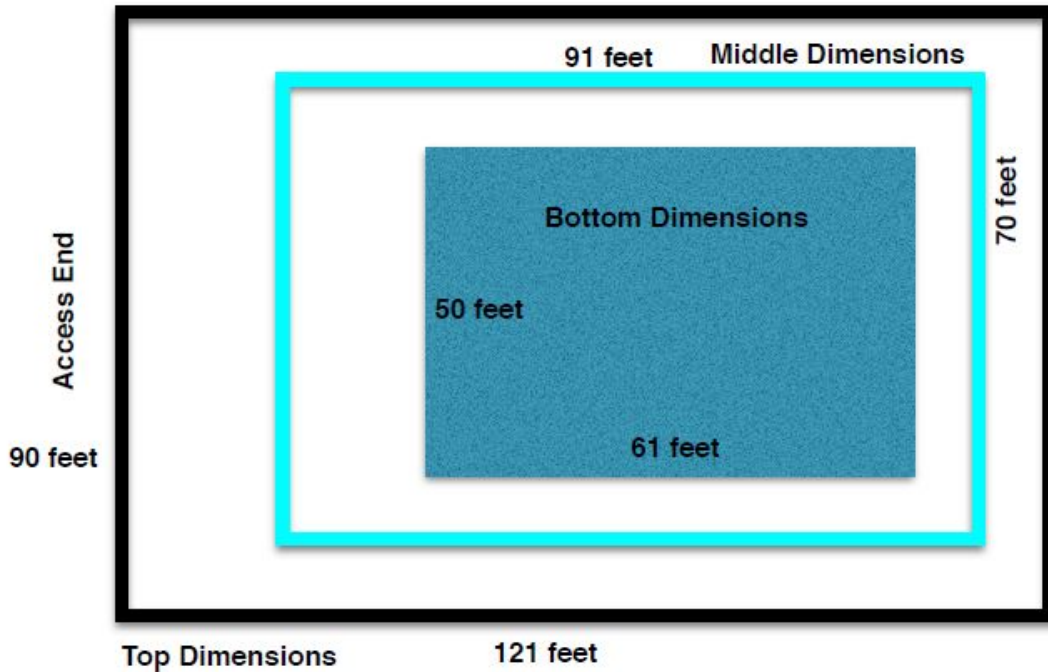 91 feet
Middle Dimensions
70 feet
Bottom Dimensions
Access End
50 feet
61 feet
90 feet
Top Dimensions
121 feet